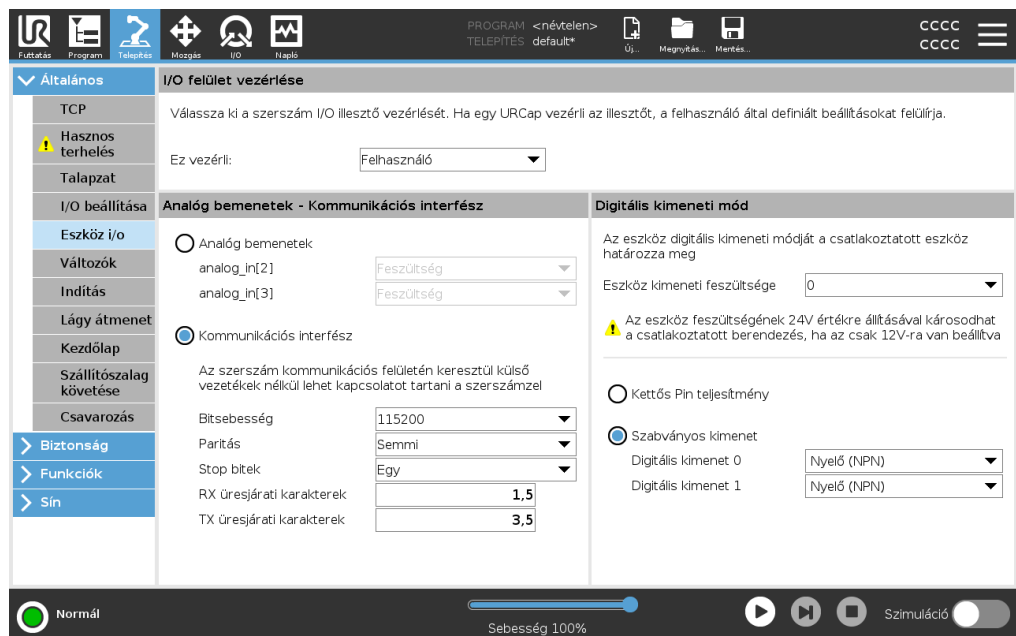 PROGRAM <névtelen>
TELEPÍTÉS default*
CCCC
CCCC
Futtatás Program Telepítés Mozgás I/O Napló Új... Megnyitás... Mentés...
Általános
TCP
Hasznos
terhelés
Talapzat
I/O beállítása
Eszköz i/o
Változók
Indítás
Lágy átmenet
Kezdőlap
Szállítószalag
követése
Csavarozás
Biztonság
Funkciók
Sín
I/O felület vezérlése
Válassza ki a szerszám I/O illesztő vezérlését. Ha egy URCap vezérli az illesztőt, a felhasználó által definiált beállításokat felülírja.
Ez vezérli: Felhasználó
Analóg bemenetek - Kommunikációs interfész
Analóg bemenetek
analog_in[2] Feszültség
analog_in[3] Feszültség
Kommunikációs interfész
Az szerszám kommunikációs felületén keresztül külső
vezetékek nélkül lehet kapcsolatot tartani a szerszámzel
Bitsebesség 115200
Paritás Semmi
Stop bitek Egy
RX üresjárati karakterek 1,5
TX üresjárati karakterek 3,5
Digitális kimeneti mód
Az eszköz digitális kimeneti módját a csatlakoztatott eszköz
határozza meg
Eszköz kimeneti feszültsége 0
Az eszköz feszültségének 24V értékre állításával károsodhat
a csatlakoztatott berendezés, ha az csak 12V-ra van beállítva
Kettős Pin teljesítmény
Szabványos kimenet
Digitális kimenet 0 Nyelő (NPN)
Digitális kimenet 1 Nyelő (NPN)
Normál
Sebesség 100%
Szimuláció